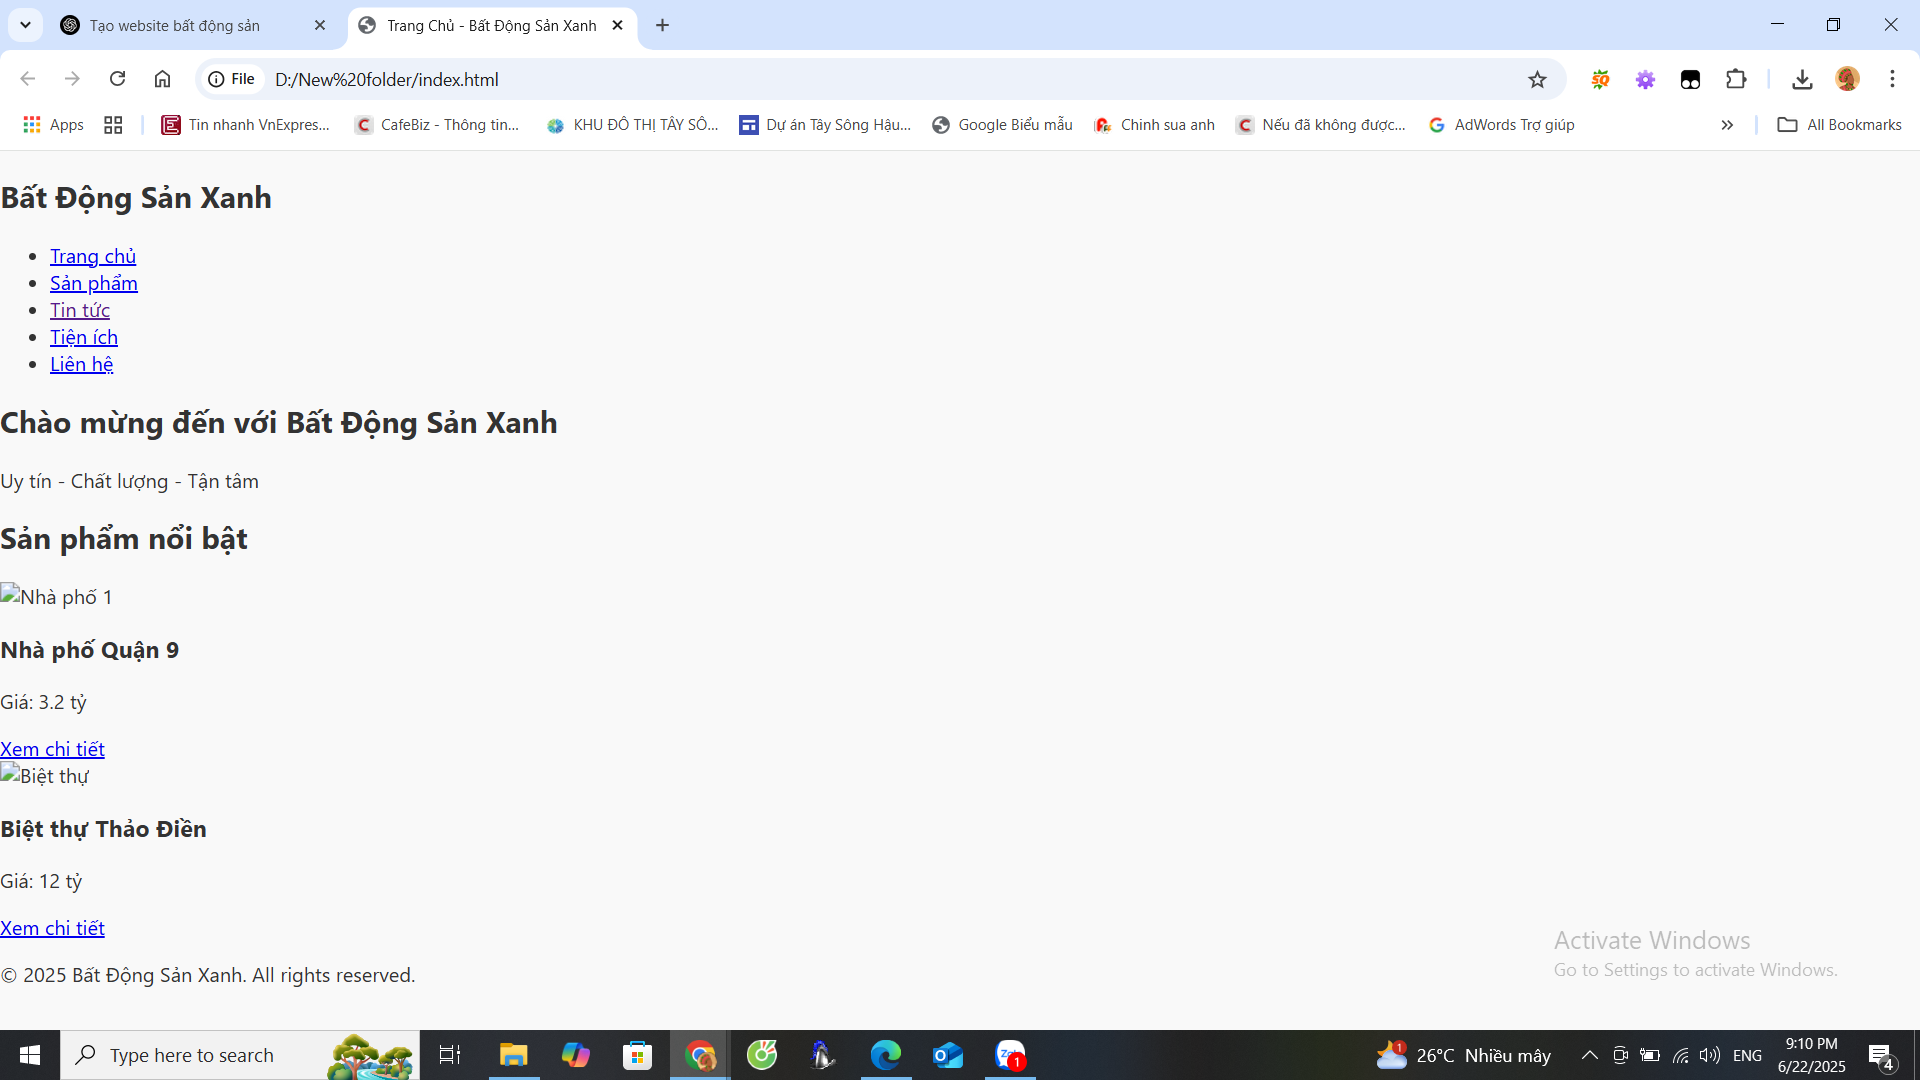 Tạo website bất động sản
Trang Chủ - Bất Động Sản Xanh
File
D:/New%20folder/index.html
Apps
Tin nhanh VnExpres...
CafeBiz - Thông tin...
KHU ĐÔ THỊ TÂY SÔ...
Dự án Tây Sông Hậu...
Google Biểu mẫu
Chinh sua anh
Nếu đã không được...
AdWords Trợ giúp
All Bookmarks
Bất Động Sản Xanh
Trang chủ
Sản phẩm
Tin tức
Tiện ích
Liên hệ
Chào mừng đến với Bất Động Sản Xanh
Uy tín - Chất lượng - Tận tâm
Sản phẩm nổi bật
Nhà phố 1
Nhà phố Quận 9
Giá: 3.2 tỷ
Xem chi tiết
Biệt thự
Biệt thự Thảo Điền
Giá: 12 tỷ
Xem chi tiết
© 2025 Bất Động Sản Xanh. All rights reserved.
Activate Windows
Go to Settings to activate Windows.
Type here to search
1
1
26°C Nhiều mây
ENG
9:10 PM
6/22/2025
4